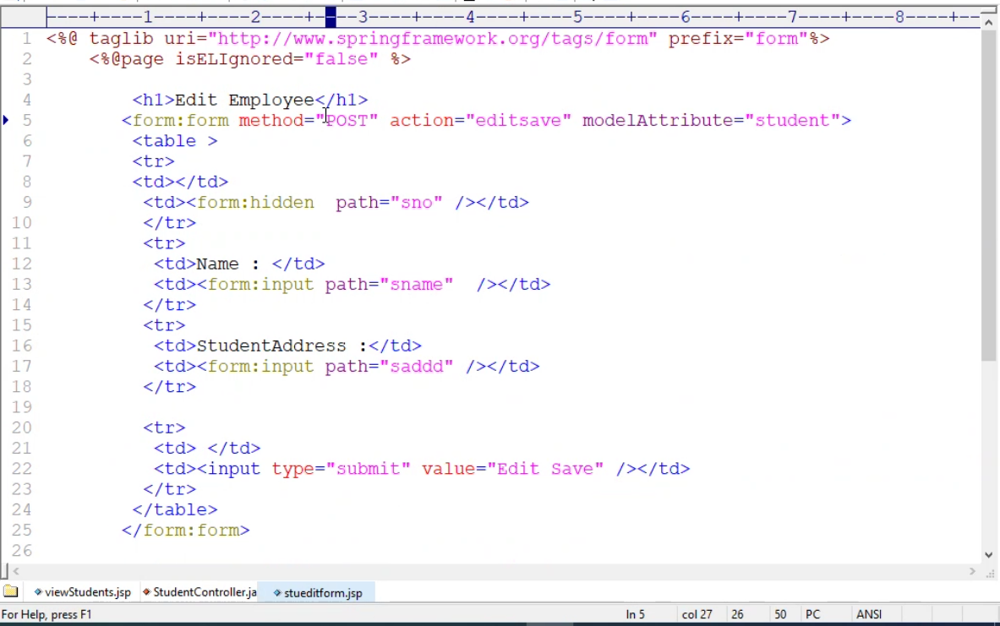 ----+----1----+----2----+----3----+----4----+----5----+----6----+----7----+----8----+--
1 <%@ taglib uri="http://www.springframework.org/tags/form" prefix="form"%>
2 <%@page isELIgnored="false" %>
3
4 <h1>Edit Employee</h1>
5 <form:form method="POST" action="editsave" modelAttribute="student">
6 <table >
7 <tr>
8 <td></td>
9 <td><form:hidden  path="sno" /></td>
10 </tr>
11 <tr>
12 <td>Name : </td>
13 <td><form:input path="sname"  /></td>
14 </tr>
15 <tr>
16 <td>StudentAddress :</td>
17 <td><form:input path="saddd" /></td>
18 </tr>
19
20 <tr>
21 <td> </td>
22 <td><input type="submit" value="Edit Save" /></td>
23 </tr>
24 </table>
25 </form:form>
26
viewStudents.jsp StudentController.ja stueditform.jsp
For Help, press F1 ln 5 col 27 26 50 PC ANSI